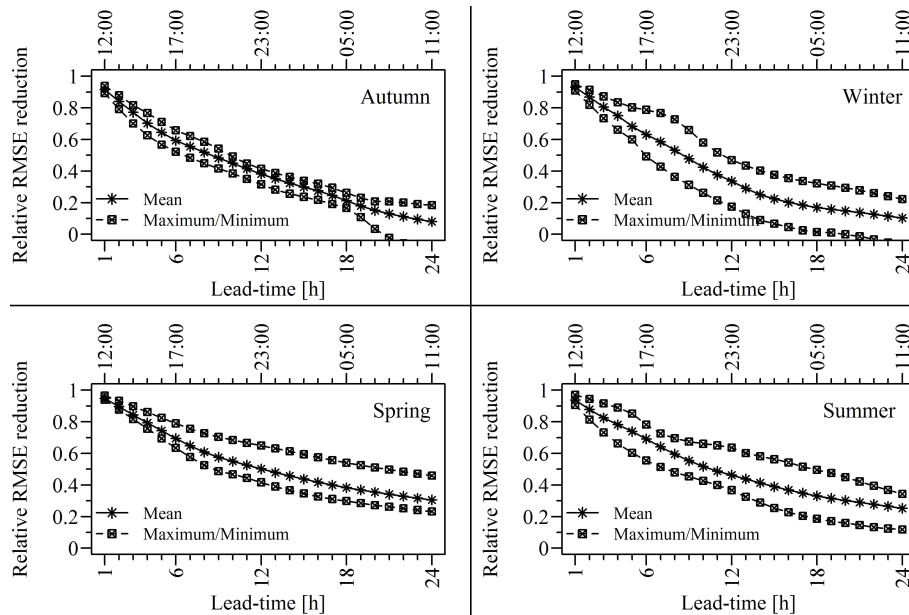 12:00 17:00 23:00 05:00 11:00
Relative RMSE reduction
1
0.8
0.6
0.4
0.2
0
Autumn
Mean
Maximum/Minimum
1 6 12 18 24
Lead-time [h]
12:00 17:00 23:00 05:00 11:00
Relative RMSE reduction
1
0.8
0.6
0.4
0.2
0
Winter
Mean
Maximum/Minimum
1 6 12 18 24
Lead-time [h]
12:00 17:00 23:00 05:00 11:00
Relative RMSE reduction
1
0.8
0.6
0.4
0.2
0
Spring
Mean
Maximum/Minimum
1 6 12 18 24
Lead-time [h]
12:00 17:00 23:00 05:00 11:00
Relative RMSE reduction
1
0.8
0.6
0.4
0.2
0
Summer
Mean
Maximum/Minimum
1 6 12 18 24
Lead-time [h]